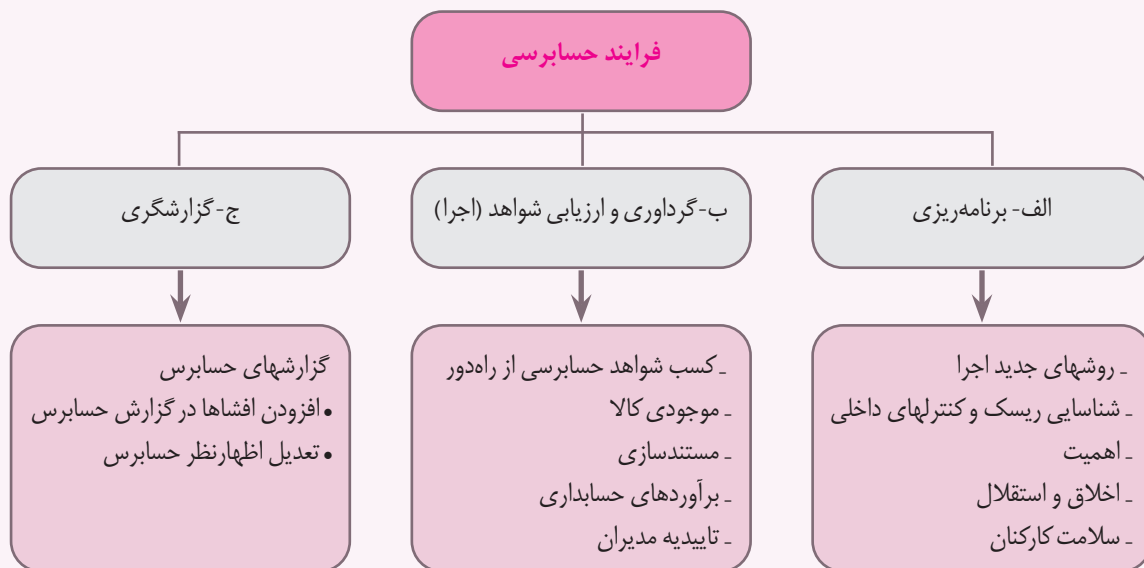 فرایند حسابرسی
الف- برنامه‌ریزی
ب-گرداوری و ارزیابی شواهد (اجرا)
ج-گزارشگری
- روشهای جدید اجرا
- شناسایی ریسک و کنترلهای داخلی
- اهمیت
- اخلاق و استقلال
- سلامت کارکنان
- کسب شواهد حسابرسی از راه‌دور
- موجودی کالا
- مستندسازی
- برآوردهای حسابداری
- تاییدیه مدیران
گزارشهای حسابرس
• افزودن افشاها در گزارش حسابرس
• تعدیل اظهارنظر حسابرس